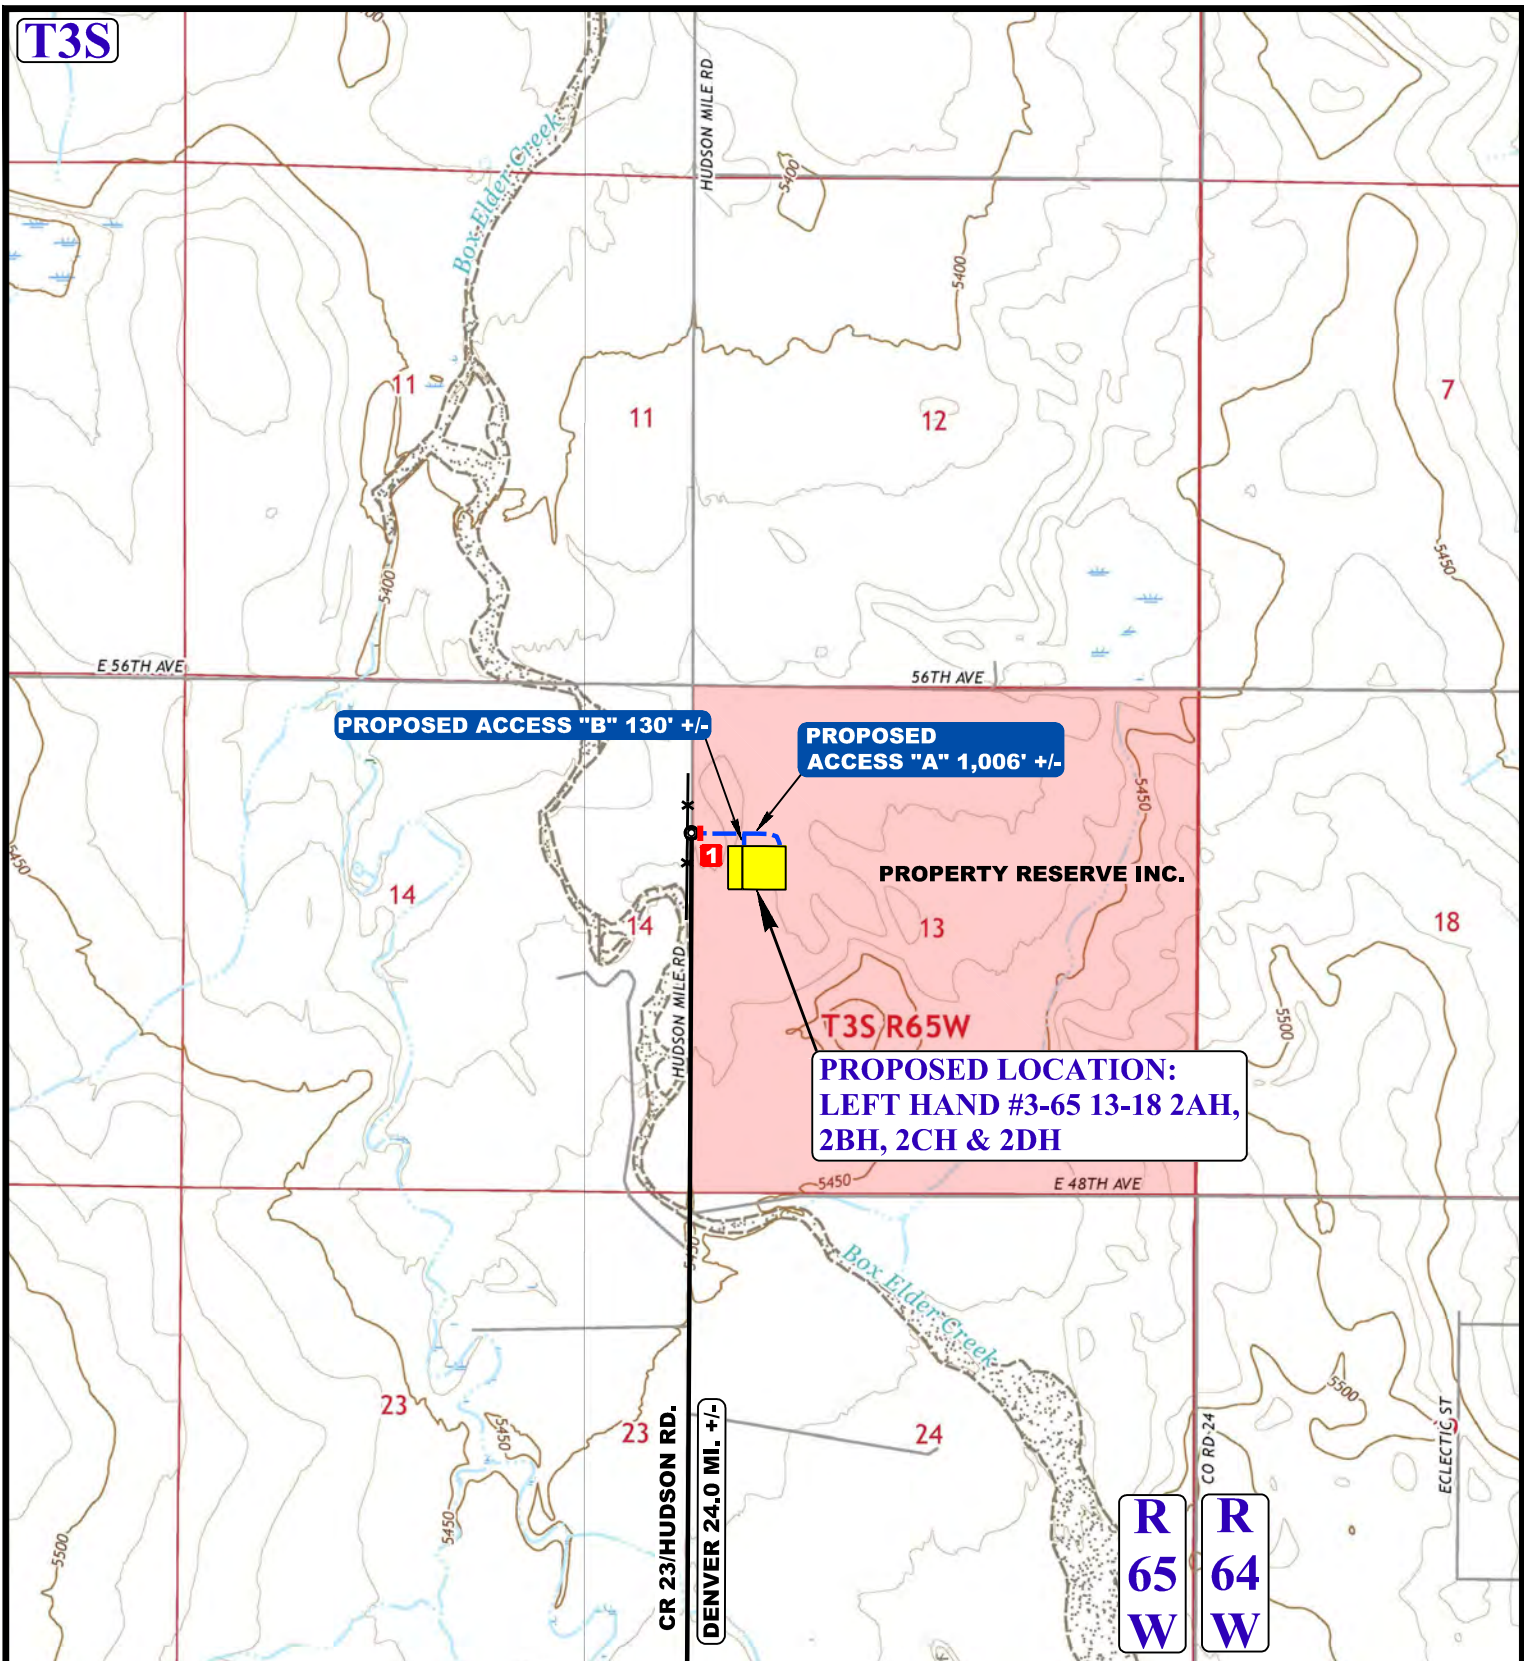 T3S
HUDSON MILE RD
Box Elder Creek
5400
5400
11
11
12
7
5400
5450
E 56TH AVE
56TH AVE
PROPOSED ACCESS "B" 130' +/-
PROPOSED
ACCESS "A" 1,006' +/-
5450
5450
1
PROPERTY RESERVE INC.
14
14
13
18
HUDSON MILE RD
T3S R65W
5500
PROPOSED LOCATION:
LEFT HAND #3-65 13-18 2AH,
2BH, 2CH & 2DH
5450
E 48TH AVE
5450
Box Elder Creek
5500
23
23
24
5450
5450
5500
CR 23/HUDSON RD.
DENVER 24.0 MI. +/-
CO RD 24
ECLECTIC ST
R
65
W
R
64
W